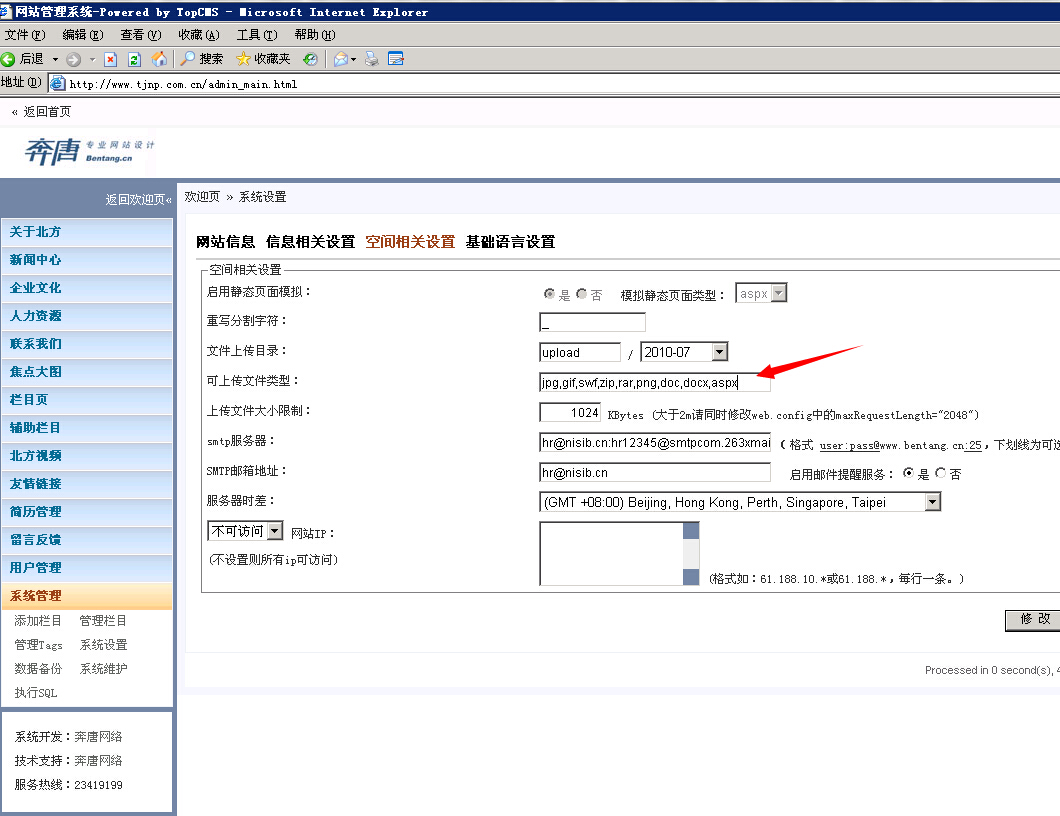 网站管理系统-Powered by TopCMS - Microsoft Internet Explorer
文件(F) 编辑(E) 查看(V) 收藏(A) 工具(T) 帮助(H)
后退 搜索 收藏夹
地址(D) http://www.tjnp.com.cn/admin_main.html
« 返回首页
奔唐 专业网站设计
Bentang.cn
返回欢迎页«
欢迎页 » 系统设置
关于北方
新闻中心
企业文化
人力资源
联系我们
焦点大图
栏目页
辅助栏目
北方视频
友情链接
简历管理
留言反馈
用户管理
系统管理
添加栏目 管理栏目
管理Tags 系统设置
数据备份 系统维护
执行SQL
系统开发：奔唐网络
技术支持：奔唐网络
服务热线：23419199
网站信息 信息相关设置 空间相关设置 基础语言设置
空间相关设置
启用静态页面模拟： 是 否 模拟静态页面类型： aspx
重写分割字符： _
文件上传目录： upload / 2010-07
可上传文件类型： jpg,gif,swf,zip,rar,png,doc,docx,aspx
上传文件大小限制： 1024 KBytes (大于2m请同时修改web.config中的maxRequestLength="2048")
smtp服务器： hr@nisib.cn:hr12345@smtpcom.263xmai (格式 user:pass@www.bentang.cn:25，下划线为可选
SMTP邮箱地址： hr@nisib.cn 启用邮件提醒服务： 是 否
服务器时差： (GMT +08:00) Beijing, Hong Kong, Perth, Singapore, Taipei
不可访问 网站IP：
(不设置则所有ip可访问)
(格式如：61.188.10.*或61.188.*，每行一条。)
修 改
Processed in 0 second(s), 4